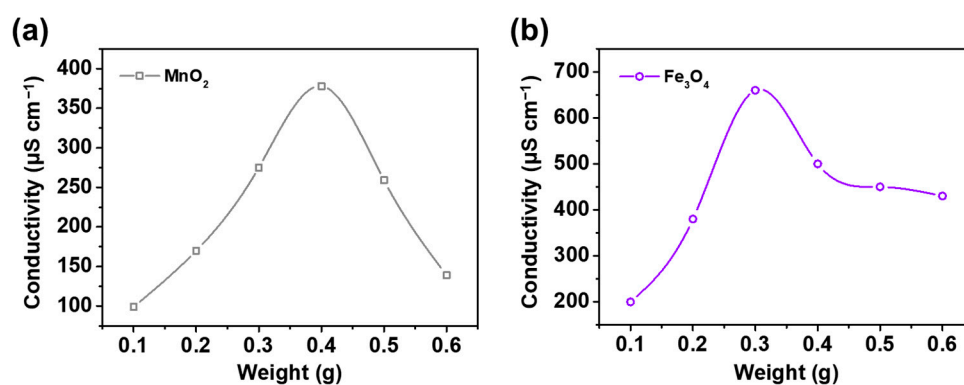 (a)
MnO₂
Conductivity (µS cm⁻¹)
400
350
300
250
200
150
100
0.1 0.2 0.3 0.4 0.5 0.6
Weight (g)
(b)
Fe₃O₄
Conductivity (µS cm⁻¹)
700
600
500
400
300
200
0.1 0.2 0.3 0.4 0.5 0.6
Weight (g)